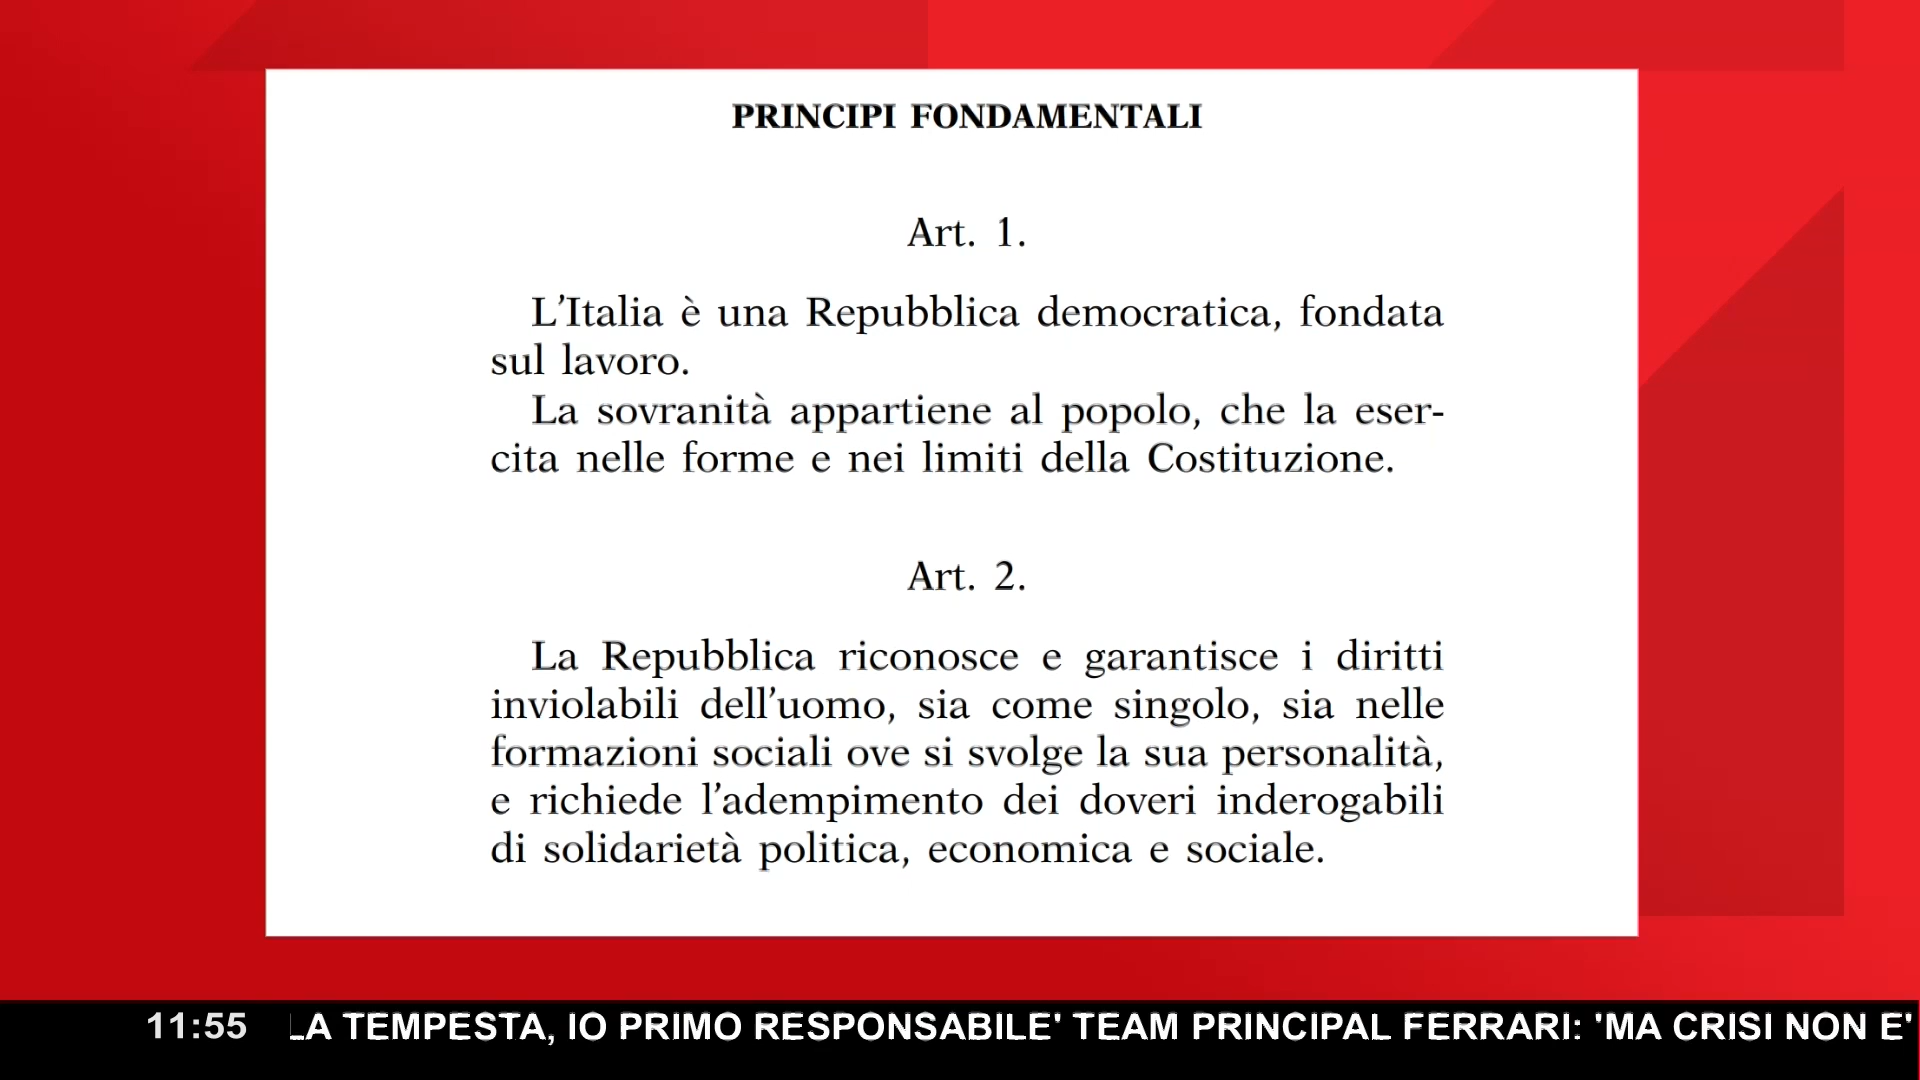 PRINCIPI FONDAMENTALI
Art. 1.
L’Italia è una Repubblica democratica, fondata
sul lavoro.
La sovranità appartiene al popolo, che la eser-
cita nelle forme e nei limiti della Costituzione.
Art. 2.
La Repubblica riconosce e garantisce i diritti
inviolabili dell’uomo, sia come singolo, sia nelle
formazioni sociali ove si svolge la sua personalità,
e richiede l’adempimento dei doveri inderogabili
di solidarietà politica, economica e sociale.
11:55 LA TEMPESTA, IO PRIMO RESPONSABILE' TEAM PRINCIPAL FERRARI: 'MA CRISI NON E'